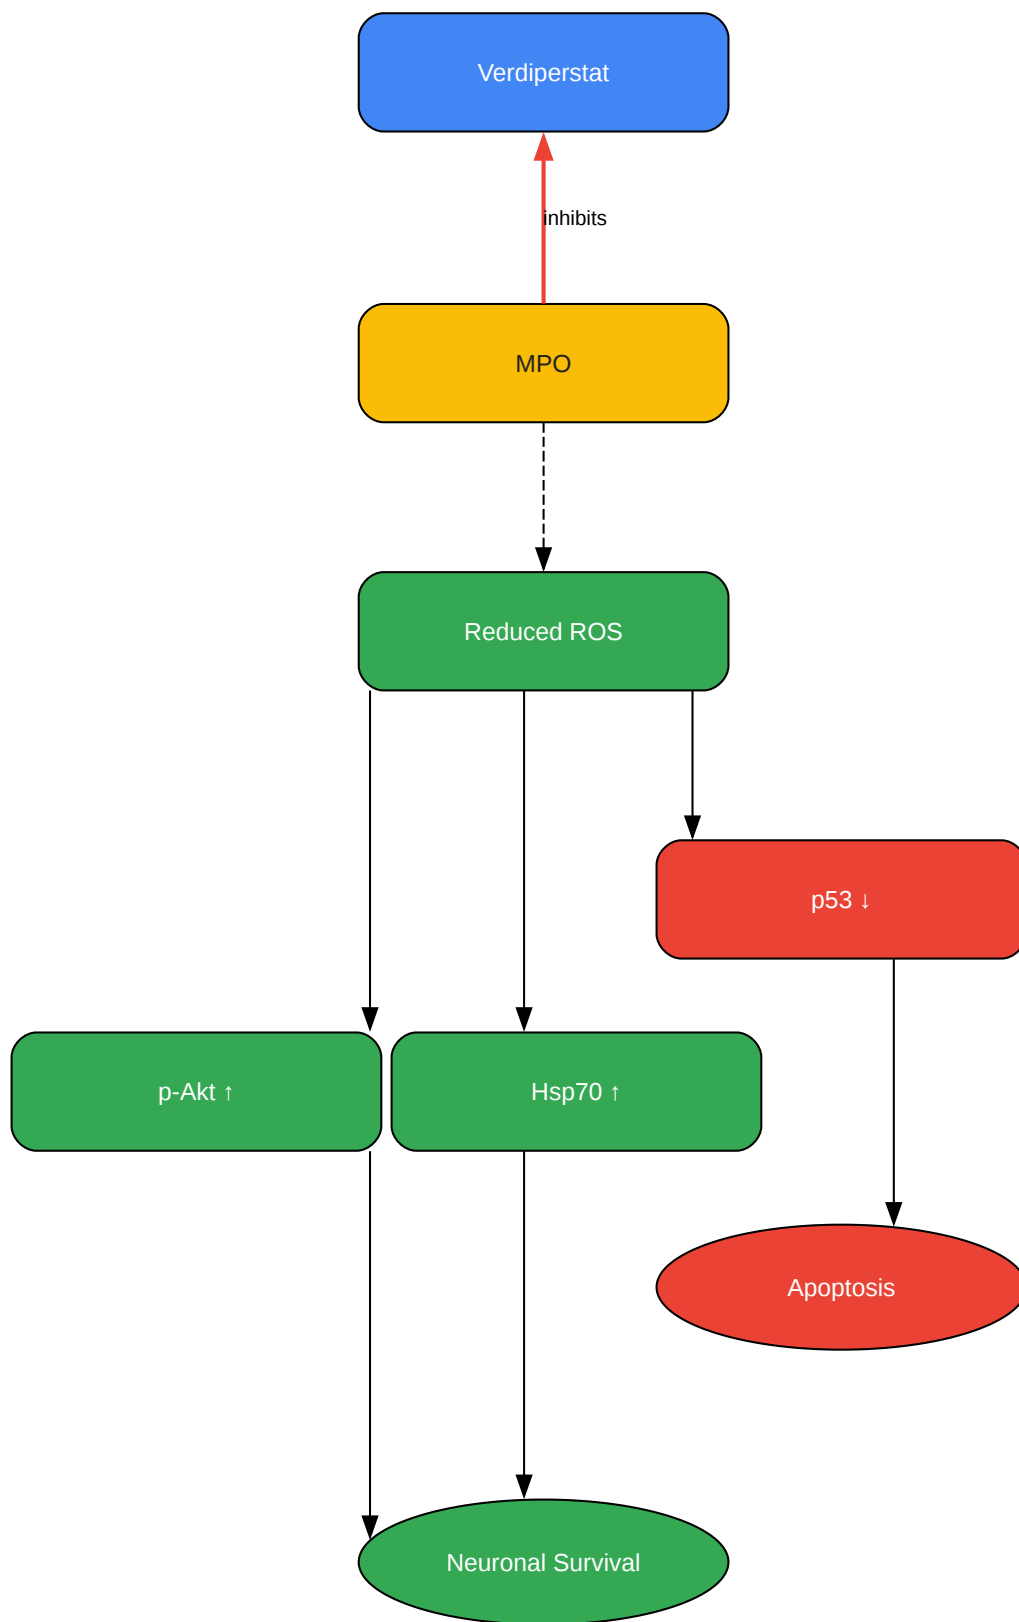 Verdiperstat
inhibits
MPO
Reduced ROS
p53 ↓
p-Akt ↑
Hsp70 ↑
Apoptosis
Neuronal Survival